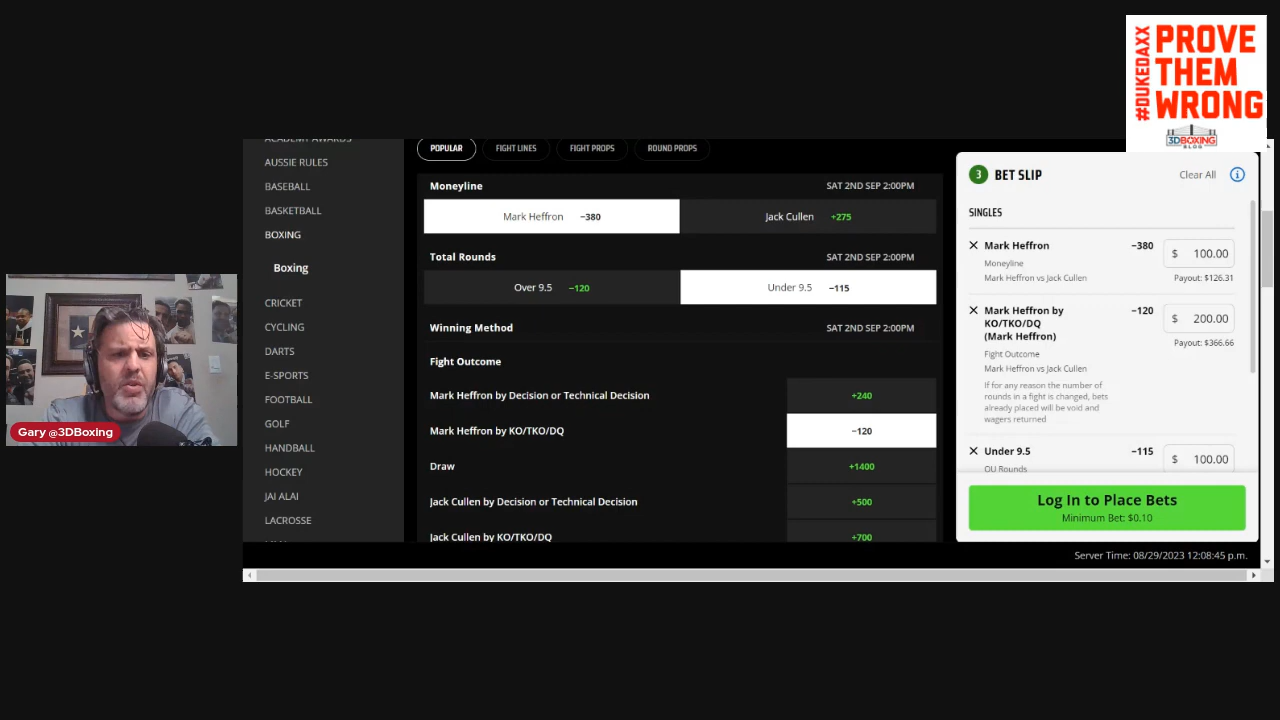 #DUKEDAXX
PROVE
THEM
WRONG
3DBOXING
BLOG
ACADEMY AWARDS
AUSSIE RULES
BASEBALL
BASKETBALL
BOXING
Boxing
CRICKET
CYCLING
DARTS
E-SPORTS
FOOTBALL
GOLF
HANDBALL
HOCKEY
JAI ALAI
LACROSSE
POPULAR FIGHT LINES FIGHT PROPS ROUND PROPS
Moneyline SAT 2ND SEP 2:00PM
Mark Heffron −380 Jack Cullen +275
Total Rounds SAT 2ND SEP 2:00PM
Over 9.5 −120 Under 9.5 −115
Winning Method SAT 2ND SEP 2:00PM
Fight Outcome
Mark Heffron by Decision or Technical Decision +240
Mark Heffron by KO/TKO/DQ −120
Draw +1400
Jack Cullen by Decision or Technical Decision +500
Jack Cullen by KO/TKO/DQ +700
3 BET SLIP Clear All i
SINGLES
× Mark Heffron −380 $ 100.00
Moneyline
Mark Heffron vs Jack Cullen Payout: $126.31
× Mark Heffron by −120 $ 200.00
KO/TKO/DQ
(Mark Heffron) Payout: $366.66
Fight Outcome
Mark Heffron vs Jack Cullen
If for any reason the number of
rounds in a fight is changed, bets
already placed will be void and
wagers returned
× Under 9.5 −115 $ 100.00
OU Rounds
Log In to Place Bets
Minimum Bet: $0.10
Server Time: 08/29/2023 12:08:45 p.m.
Gary @3DBoxing